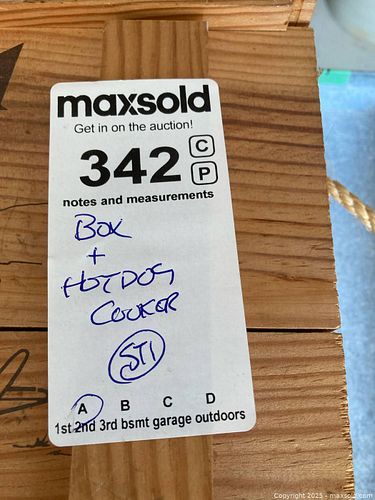 maxsold
Get in on the auction!
342 C
P
notes and measurements
BOX
+
HOTDOG
COOKER
ST1
A B C D
1st 2nd 3rd bsmt garage outdoors
Copyright 2025 - maxsold.com